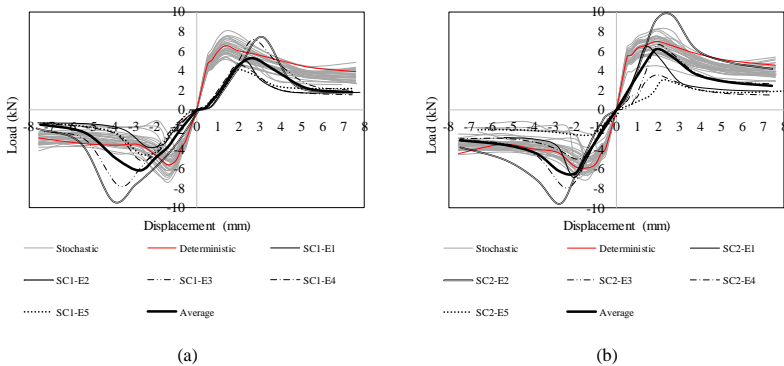 10
8
6
4
2
0
-2
-4
-6
-8
-10
-8 -7 -6 -5 -4 -3 -2 -1 0 1 2 3 4 5 6 7 8
Load (kN)
Displacement (mm)
Stochastic Deterministic SC1-E1
SC1-E2 SC1-E3 SC1-E4
SC1-E5 Average
(a)
10
8
6
4
2
0
-2
-4
-6
-8
-10
-8 -7 -6 -5 -4 -3 -2 -1 0 1 2 3 4 5 6 7 8
Load (kN)
Displacement (mm)
Stochastic Deterministic SC2-E1
SC2-E2 SC2-E3 SC2-E4
SC2-E5 Average
(b)